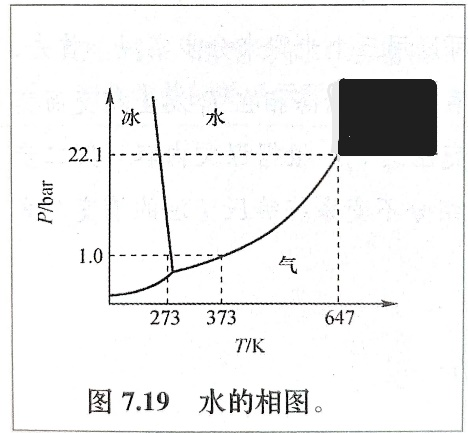 冰 水
22.1
P/bar
1.0
气
273 373 647
T/K
图 7.19 水的相图。